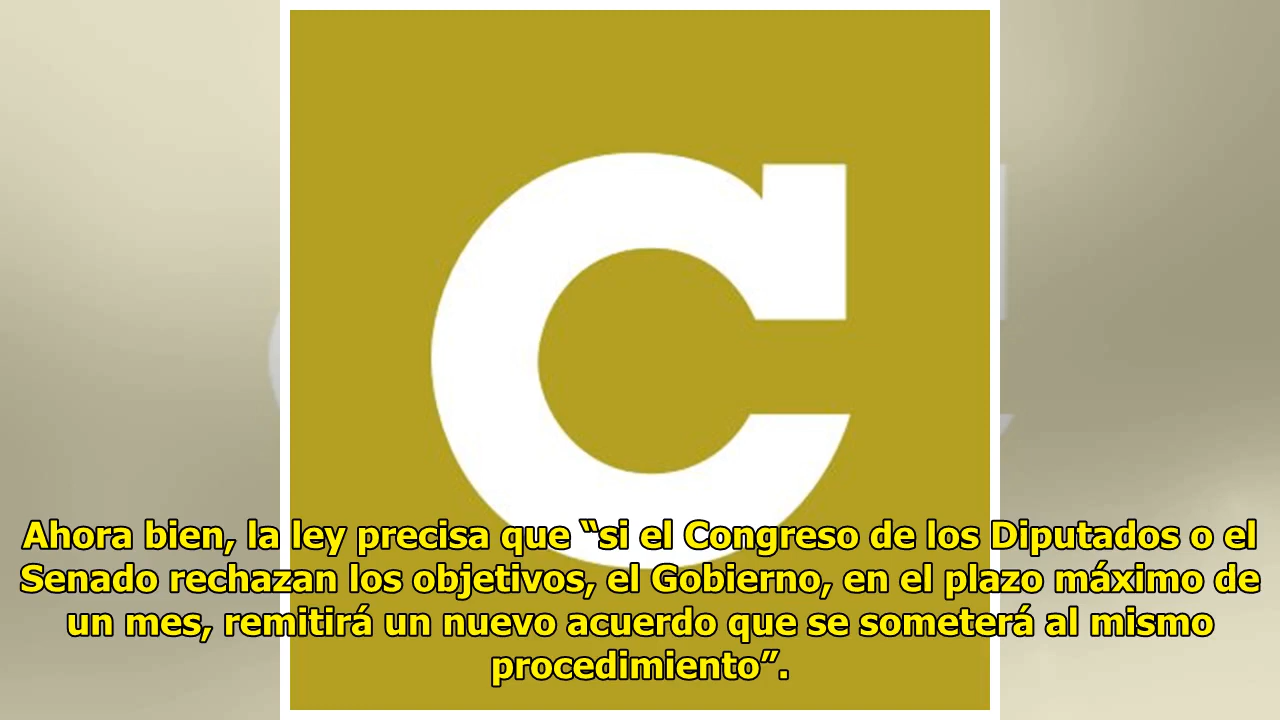 C
Ahora bien, la ley precisa que “si el Congreso de los Diputados o el
Senado rechazan los objetivos, el Gobierno, en el plazo máximo de
un mes, remitirá un nuevo acuerdo que se someterá al mismo
procedimiento”.